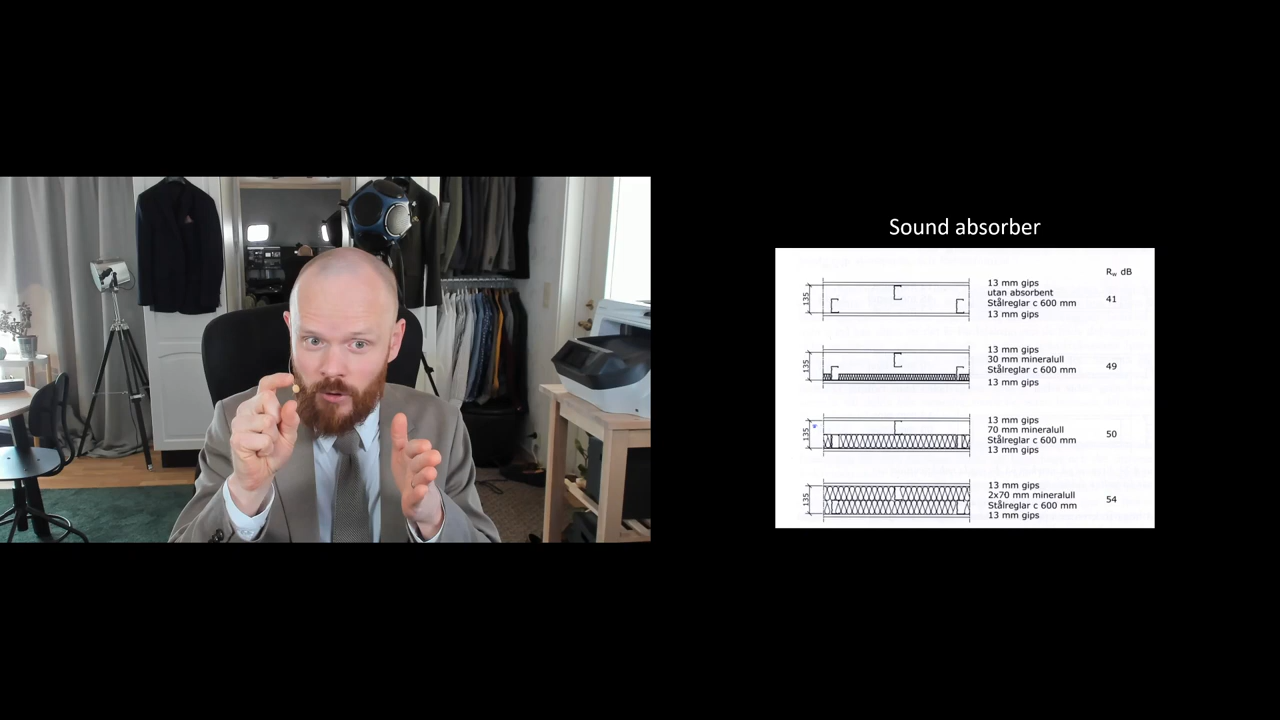 Sound absorber
Rw dB
13 mm gips
utan absorbent
Stålreglar c 600 mm
13 mm gips
41
135
13 mm gips
30 mm mineralull
Stålreglar c 600 mm
13 mm gips
49
135
13 mm gips
70 mm mineralull
Stålreglar c 600 mm
13 mm gips
50
135
13 mm gips
2x70 mm mineralull
Stålreglar c 600 mm
13 mm gips
54
135